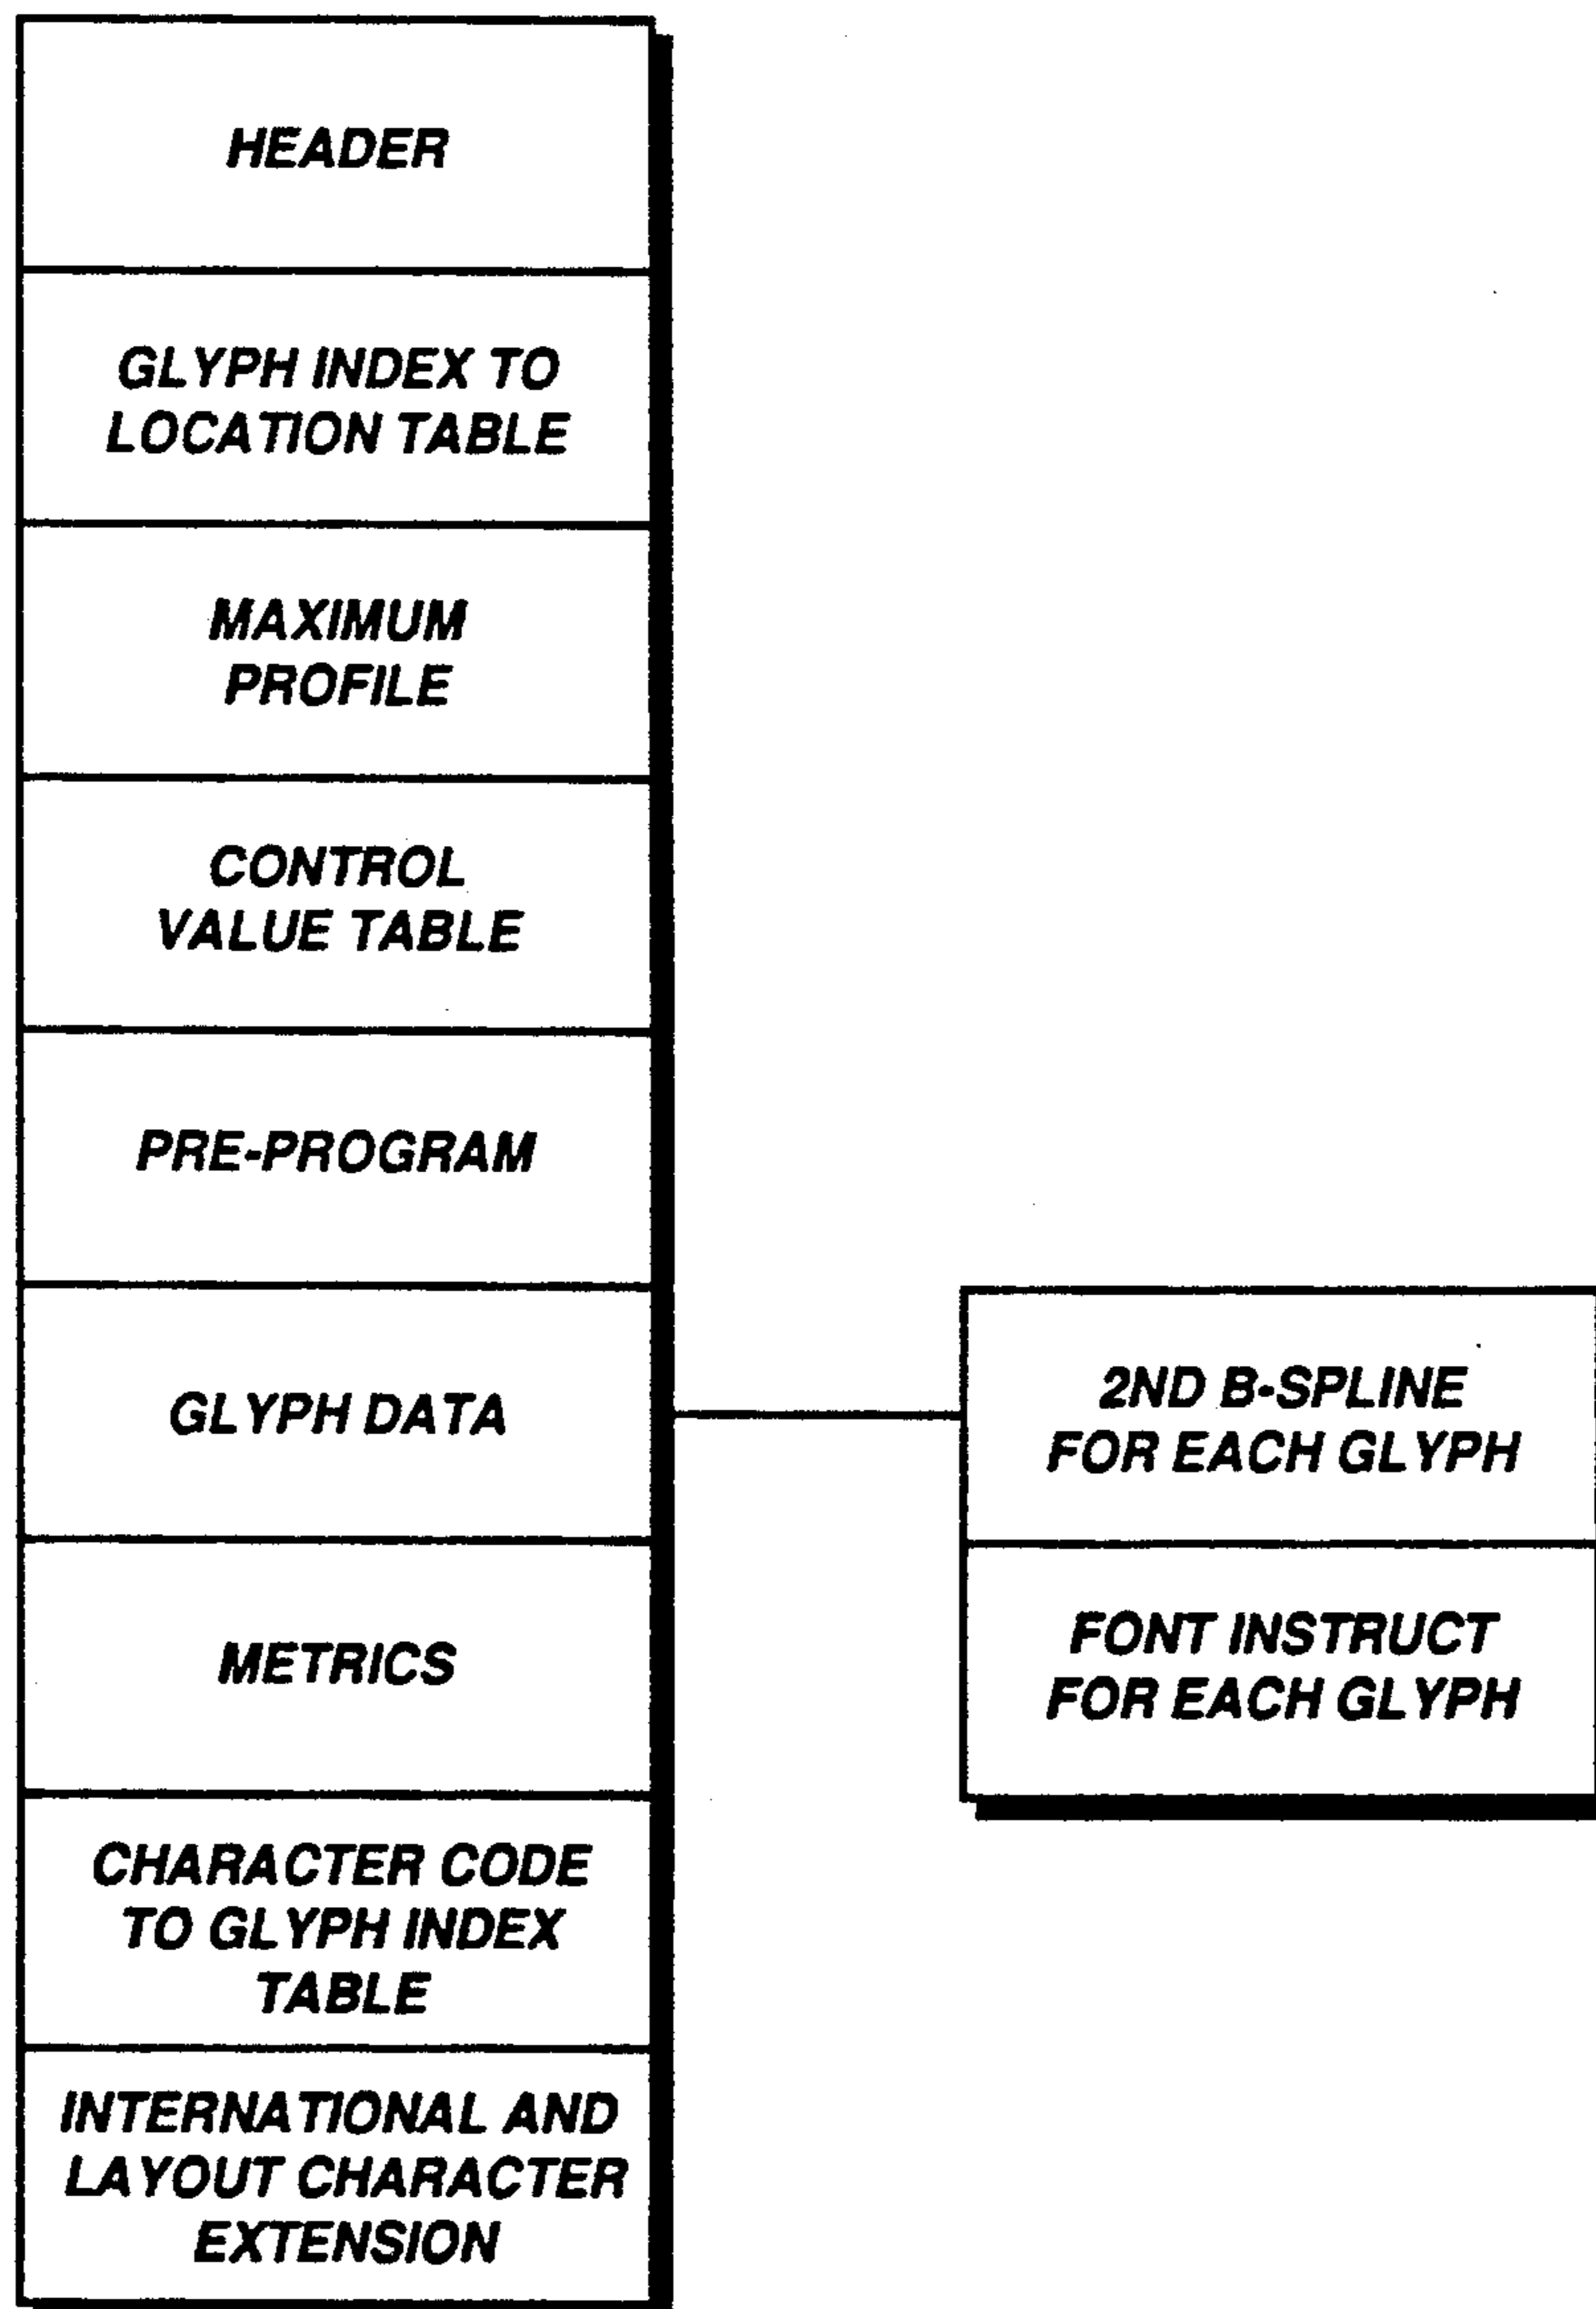 HEADER
GLYPH INDEX TO
LOCATION TABLE
MAXIMUM
PROFILE
CONTROL
VALUE TABLE
PRE-PROGRAM
GLYPH DATA
2ND B-SPLINE
FOR EACH GLYPH
FONT INSTRUCT
FOR EACH GLYPH
METRICS
CHARACTER CODE
TO GLYPH INDEX
TABLE
INTERNATIONAL AND
LAYOUT CHARACTER
EXTENSION